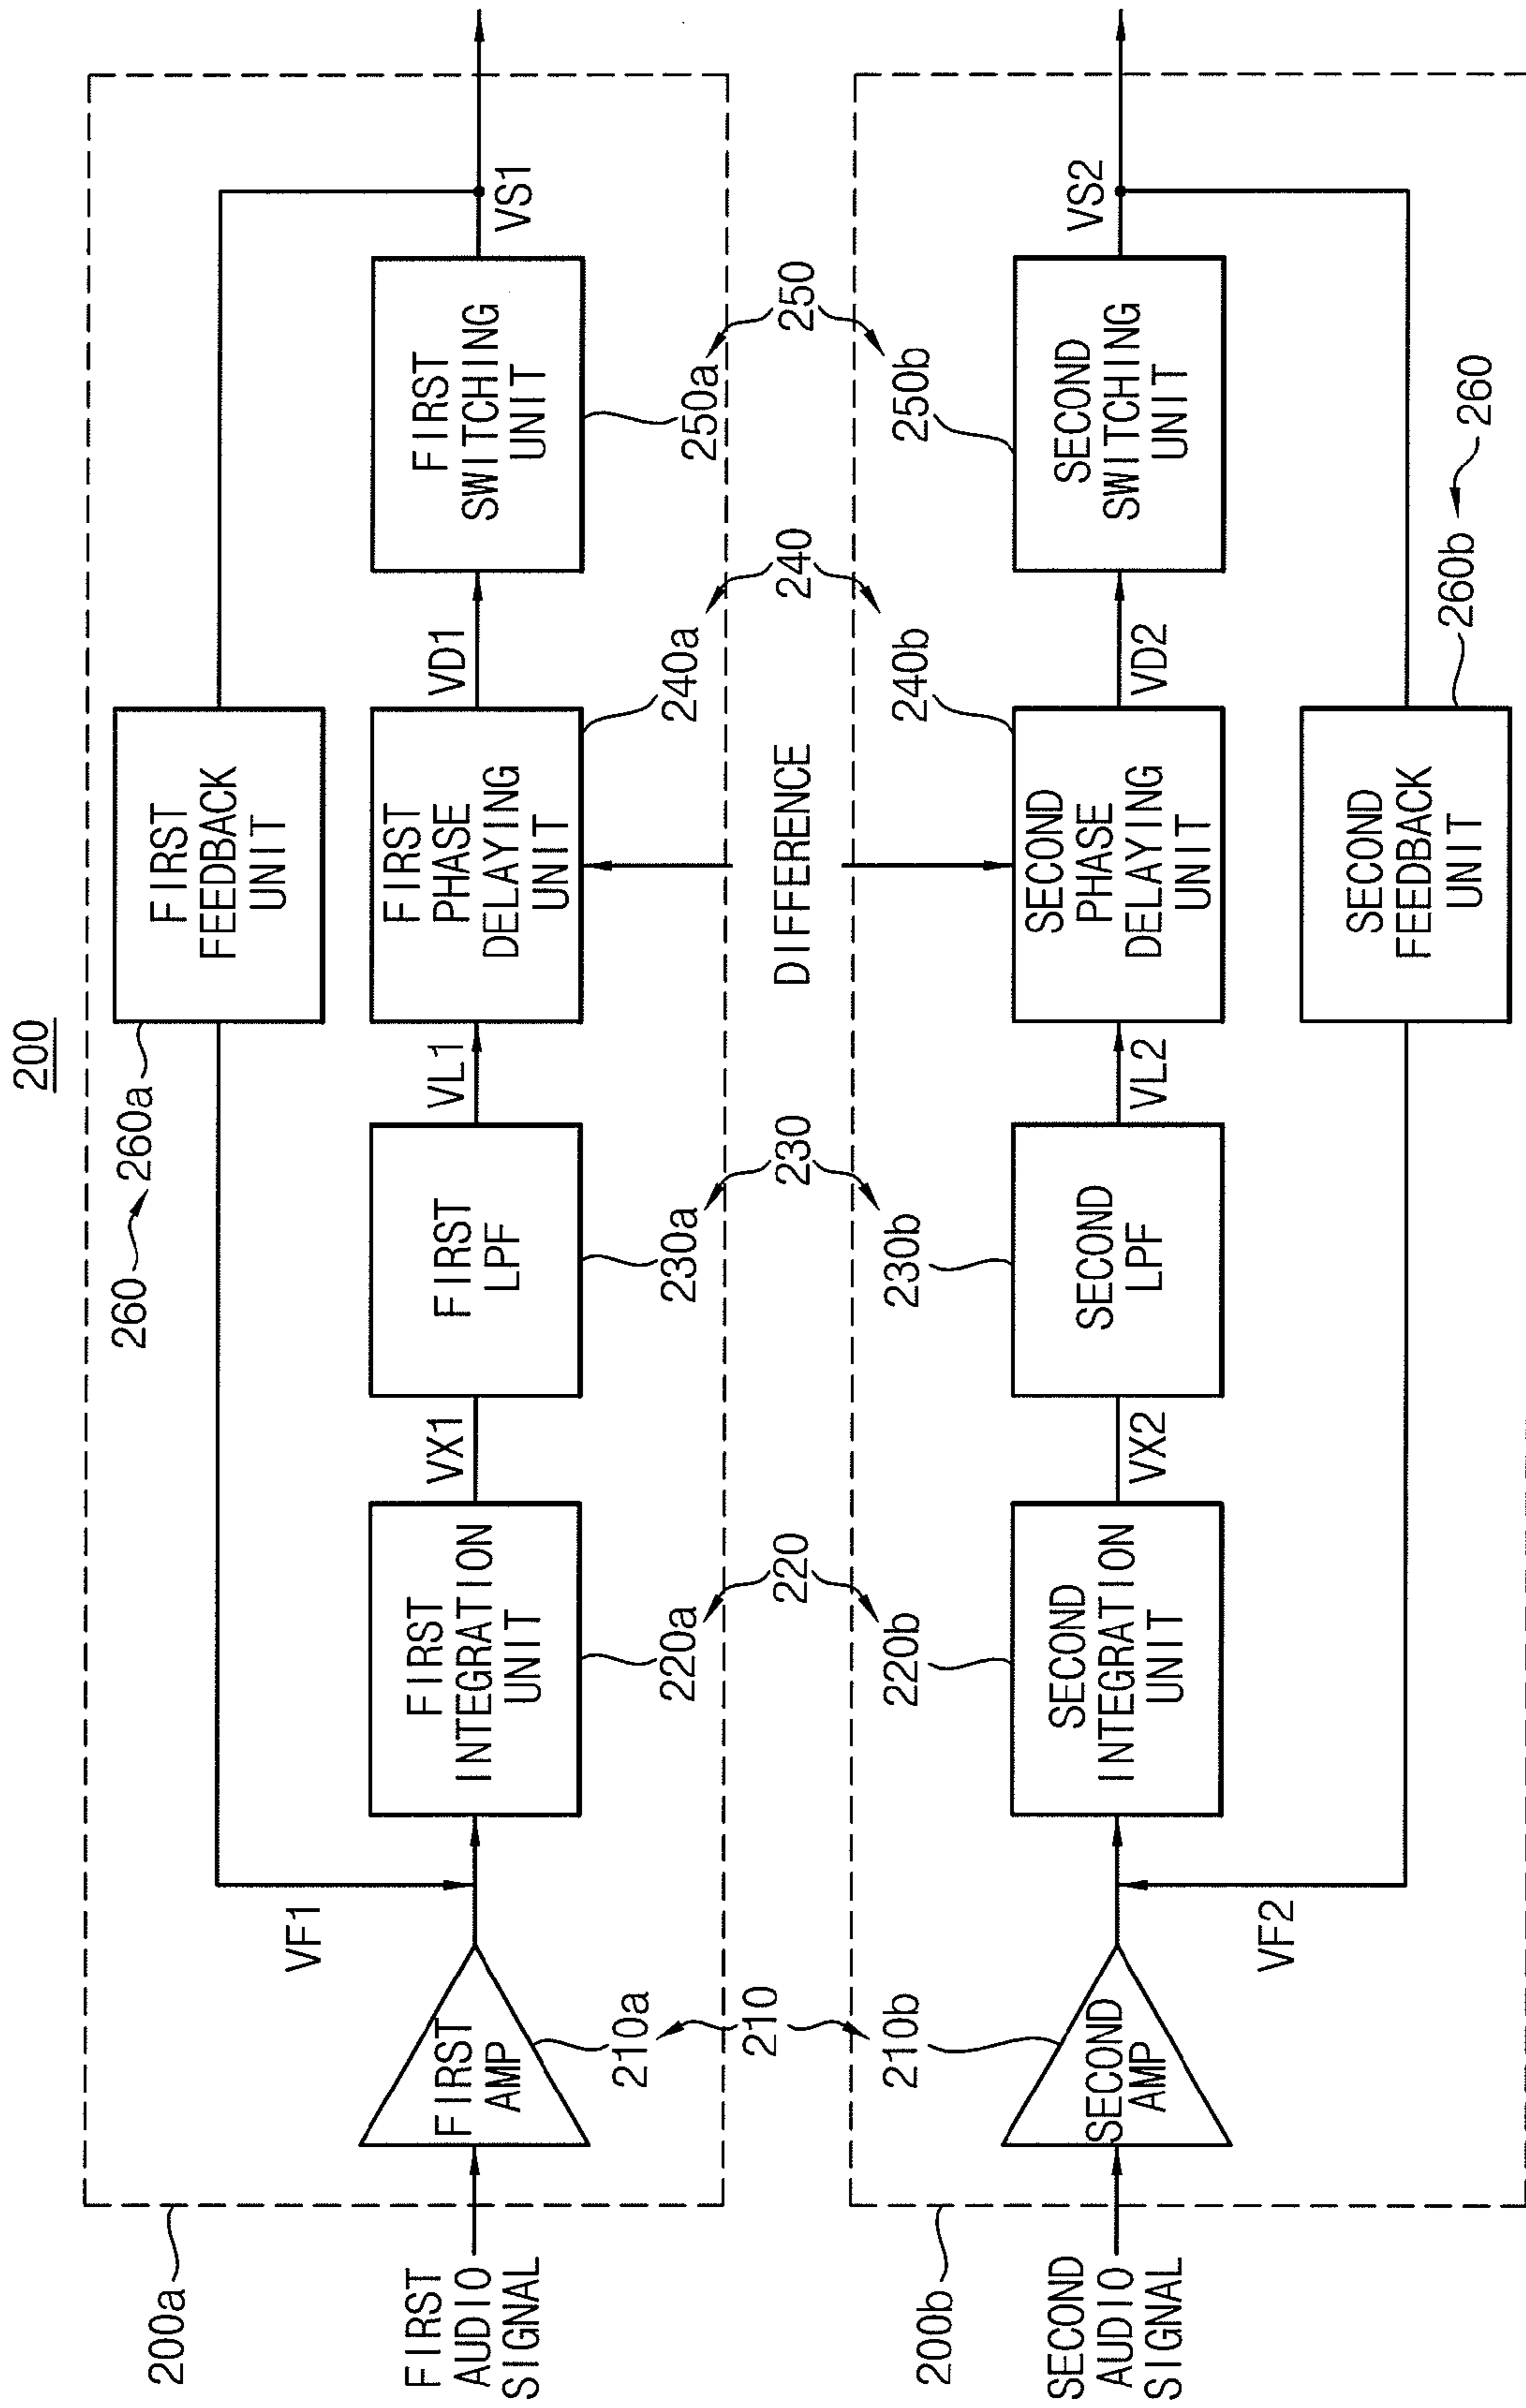 200
260
260a
FIRST
FEEDBACK
UNIT
VF1
200a
FIRST
AUDIO
SIGNAL
FIRST
AMP
FIRST
INTEGRATION
UNIT
VX1
FIRST
LPF
VL1
FIRST
PHASE
DELAYING
UNIT
VD1
FIRST
SWITCHING
UNIT
VS1
210a
220a
230a
240a
250a
210
220
230
DIFFERENCE
240
250
210b
220b
230b
240b
250b
200b
SECOND
AUDIO
SIGNAL
SECOND
AMP
SECOND
INTEGRATION
UNIT
VX2
SECOND
LPF
VL2
SECOND
PHASE
DELAYING
UNIT
VD2
SECOND
SWITCHING
UNIT
VS2
VF2
SECOND
FEEDBACK
UNIT
260b
260